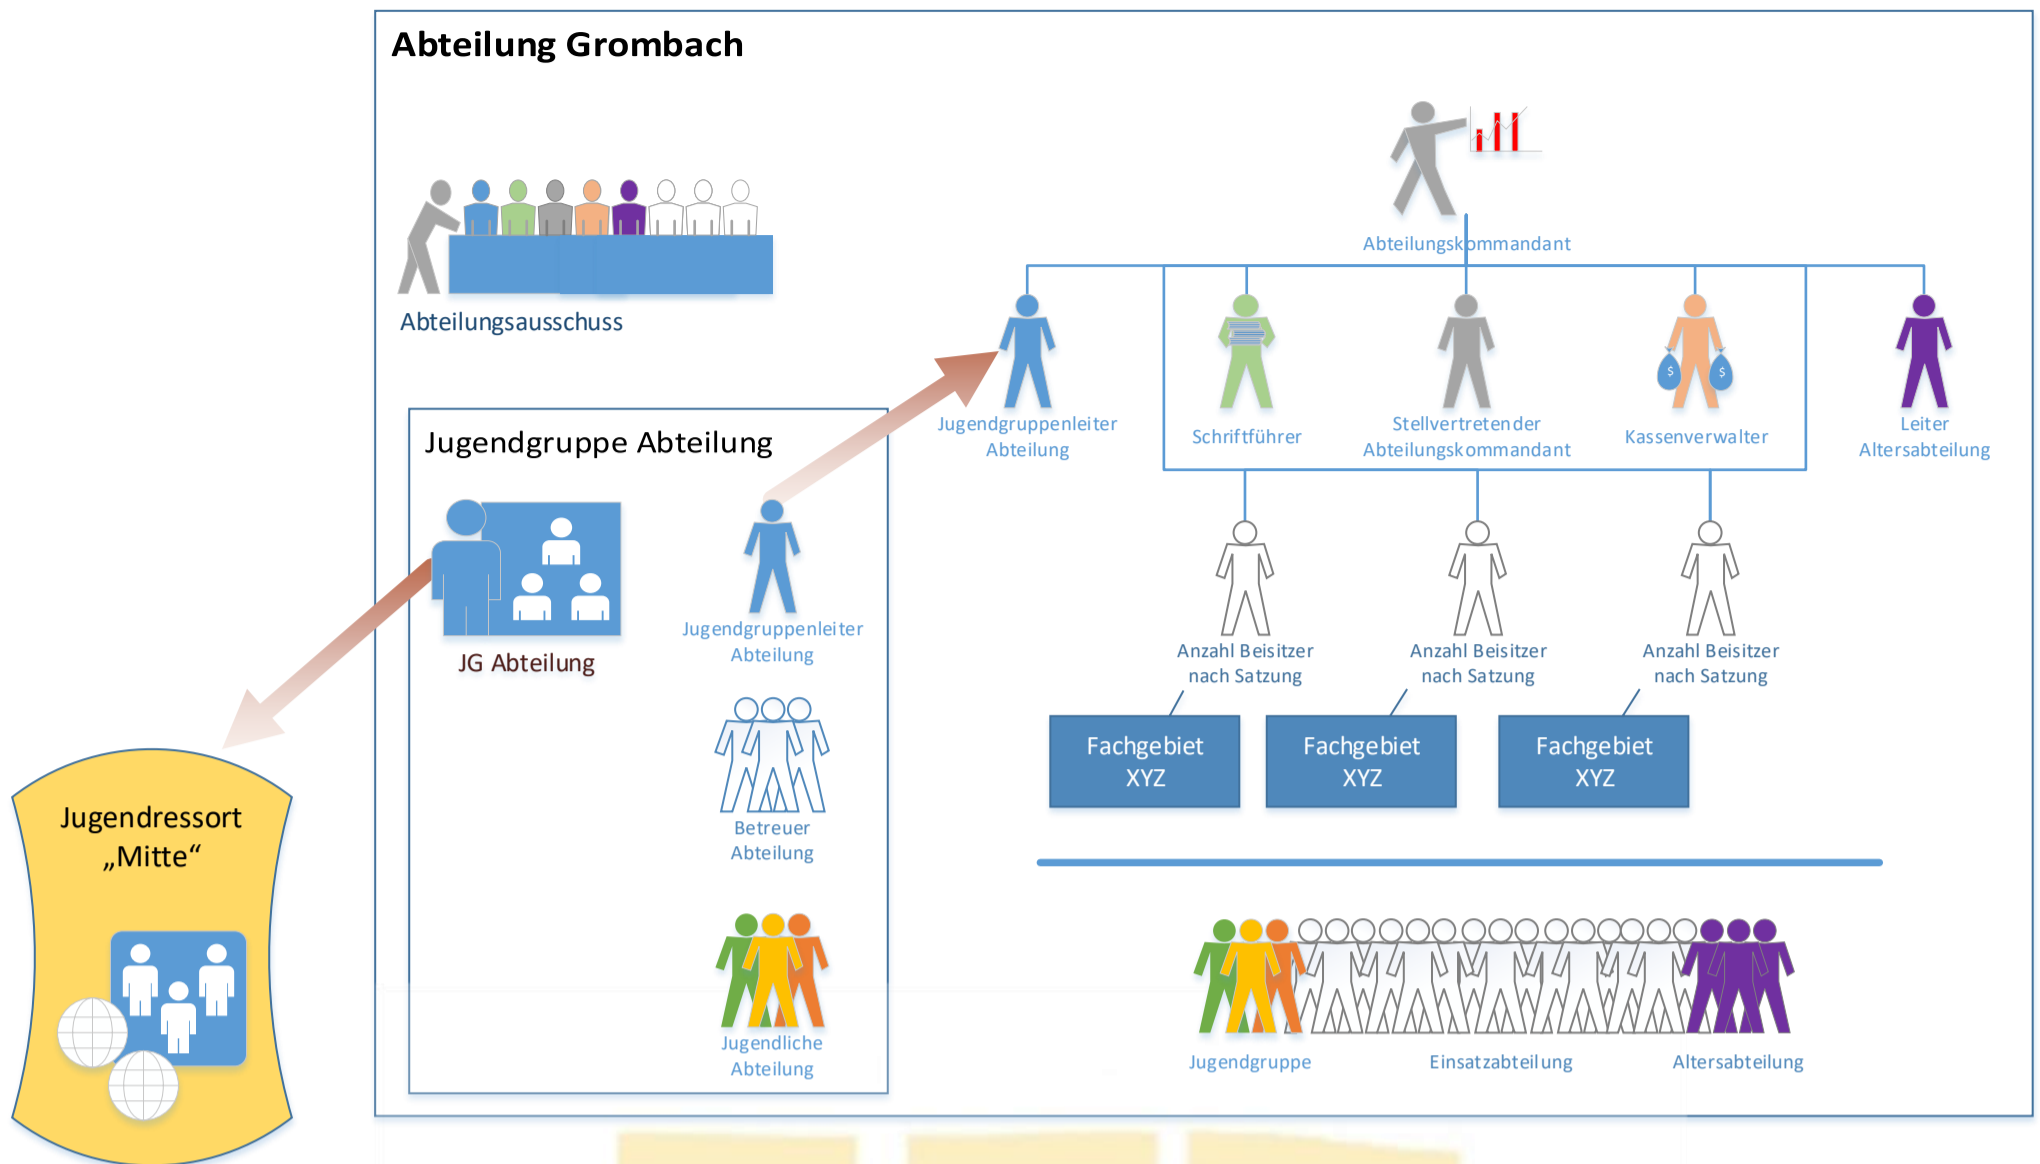 Abteilung Grombach
Abteilungskommandant
Abteilungsausschuss
Jugendgruppenleiter
Abteilung
Schriftführer
Stellvertretender
Abteilungskommandant
Kassenverwalter
$
$
Leiter
Altersabteilung
Jugendgruppe Abteilung
JG Abteilung
Jugendgruppenleiter
Abteilung
Betreuer
Abteilung
Jugendliche
Abteilung
Anzahl Beisitzer
nach Satzung
Anzahl Beisitzer
nach Satzung
Anzahl Beisitzer
nach Satzung
Fachgebiet
XYZ
Fachgebiet
XYZ
Fachgebiet
XYZ
Jugendgruppe
Einsatzabteilung
Altersabteilung
Jugendressort
„Mitte“